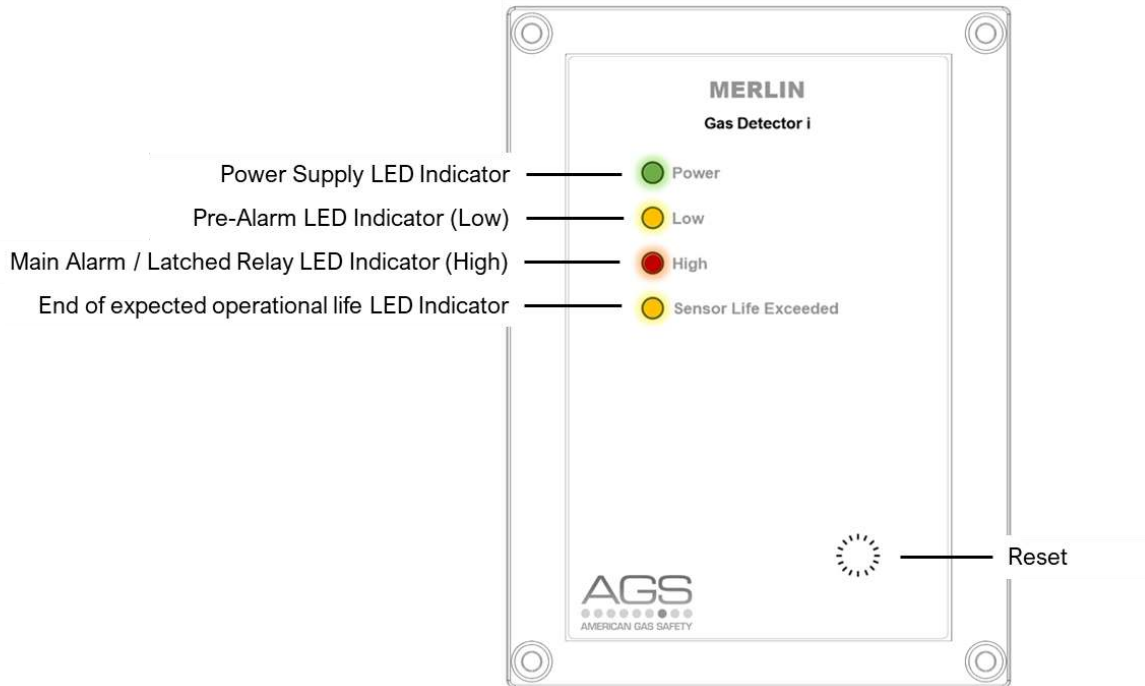 MERLIN
Gas Detector i
Power Supply LED Indicator
Power
Pre-Alarm LED Indicator (Low)
Low
Main Alarm / Latched Relay LED Indicator (High)
High
End of expected operational life LED Indicator
Sensor Life Exceeded
Reset
AGS
AMERICAN GAS SAFETY